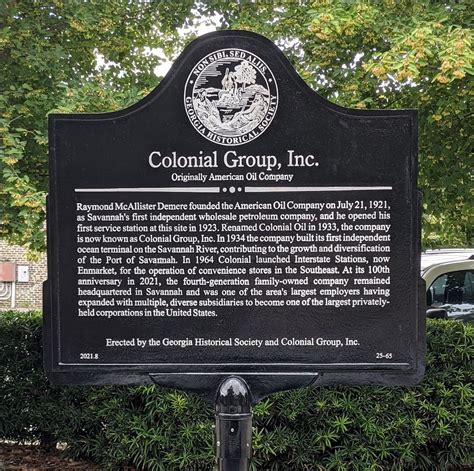 NON SIBI, SED ALIIS
GEORGIA HISTORICAL SOCIETY
Colonial Group, Inc.
Originally American Oil Company
Raymond McAllister Demere founded the American Oil Company on July 21, 1921,
as Savannah's first independent wholesale petroleum company, and he opened his
first service station at this site in 1923. Renamed Colonial Oil in 1933, the company
is now known as Colonial Group, Inc. In 1934 the company built its first independent
ocean terminal on the Savannah River, contributing to the growth and diversification
of the Port of Savannah. In 1964 Colonial launched Interstate Stations, now
Enmarket, for the operation of convenience stores in the Southeast. At its 100th
anniversary in 2021, the fourth-generation family-owned company remained
headquartered in Savannah and was one of the area's largest employers having
expanded with multiple, diverse subsidiaries to become one of the largest privately-
held corporations in the United States.
Erected by the Georgia Historical Society and Colonial Group, Inc.
2021.8 25-65